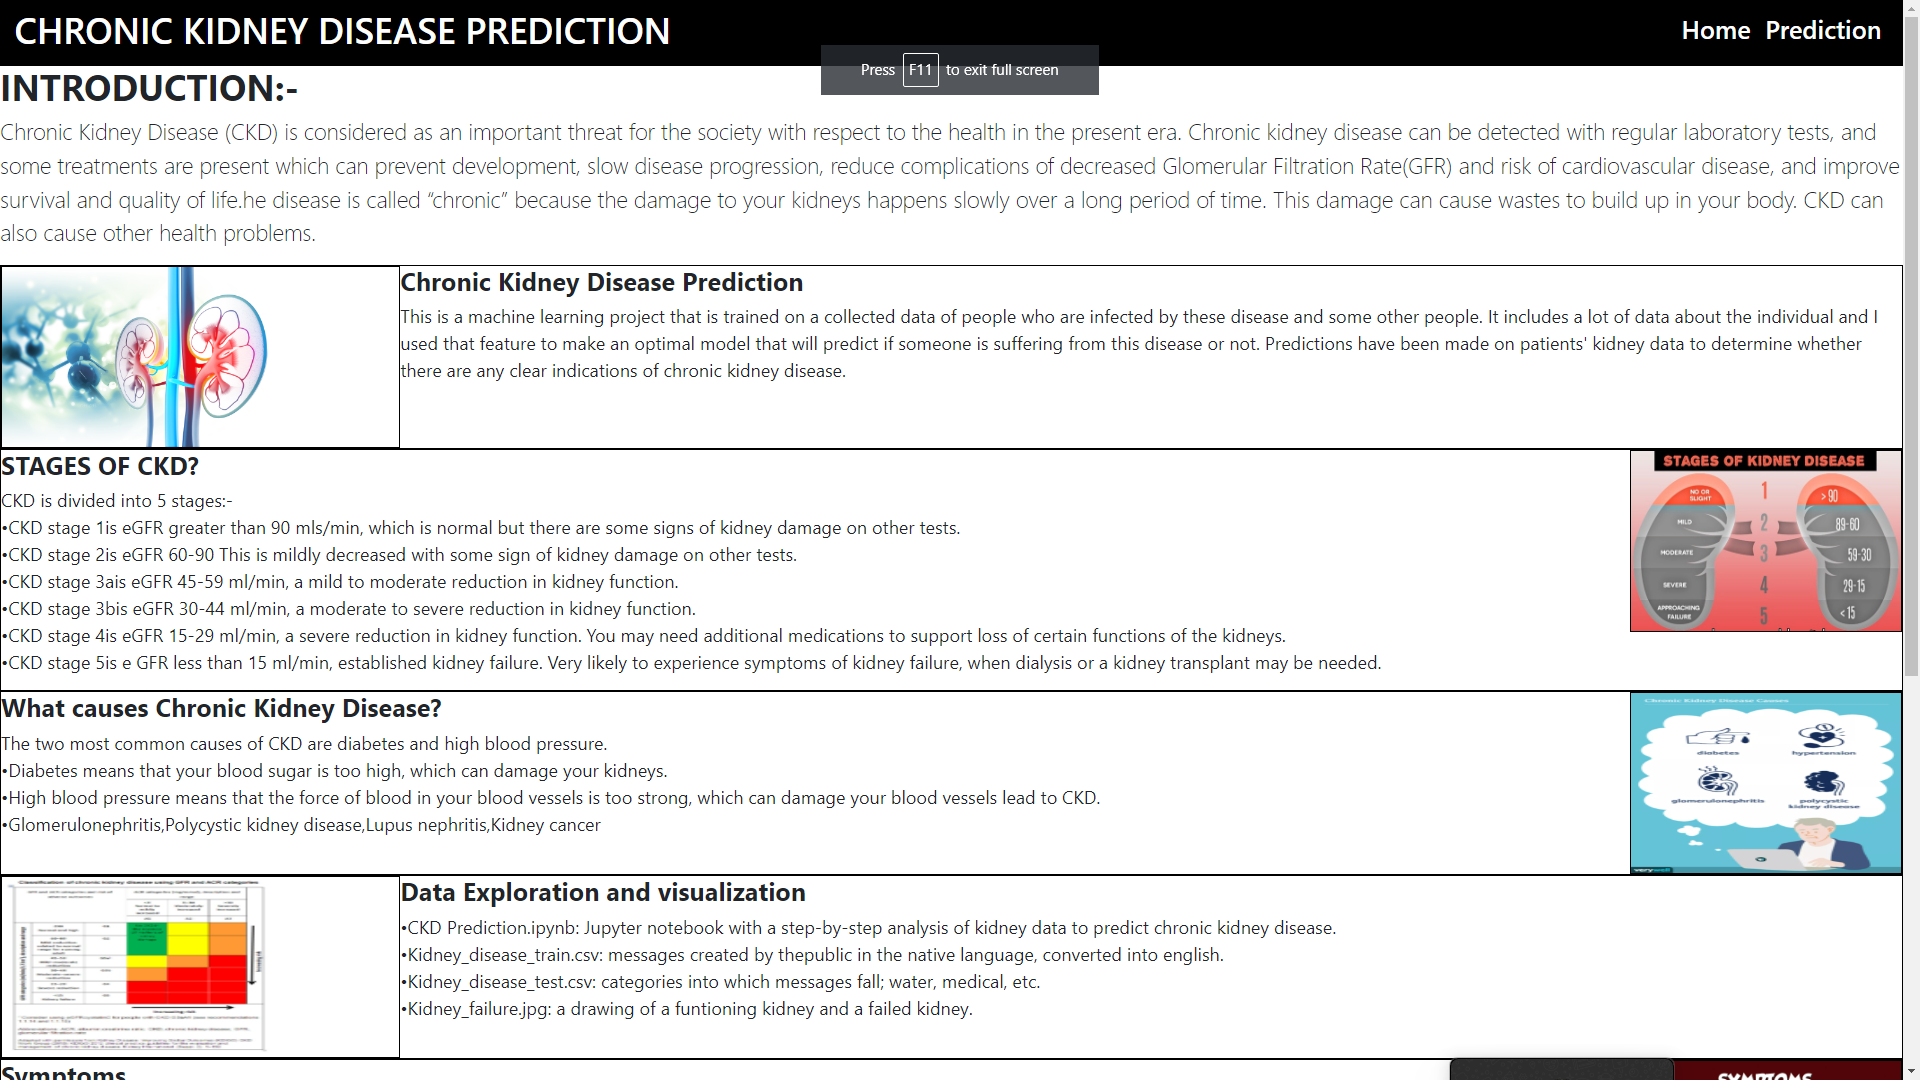 CHRONIC KIDNEY DISEASE PREDICTION
Home Prediction
Press F11 to exit full screen
INTRODUCTION:-
Chronic Kidney Disease (CKD) is considered as an important threat for the society with respect to the health in the present era. Chronic kidney disease can be detected with regular laboratory tests, and
some treatments are present which can prevent development, slow disease progression, reduce complications of decreased Glomerular Filtration Rate(GFR) and risk of cardiovascular disease, and improve
survival and quality of life.he disease is called “chronic” because the damage to your kidneys happens slowly over a long period of time. This damage can cause wastes to build up in your body. CKD can
also cause other health problems.
Chronic Kidney Disease Prediction
This is a machine learning project that is trained on a collected data of people who are infected by these disease and some other people. It includes a lot of data about the individual and I
used that feature to make an optimal model that will predict if someone is suffering from this disease or not. Predictions have been made on patients' kidney data to determine whether
there are any clear indications of chronic kidney disease.
STAGES OF CKD?
CKD is divided into 5 stages:-
•CKD stage 1is eGFR greater than 90 mls/min, which is normal but there are some signs of kidney damage on other tests.
•CKD stage 2is eGFR 60-90 This is mildly decreased with some sign of kidney damage on other tests.
•CKD stage 3ais eGFR 45-59 ml/min, a mild to moderate reduction in kidney function.
•CKD stage 3bis eGFR 30-44 ml/min, a moderate to severe reduction in kidney function.
•CKD stage 4is eGFR 15-29 ml/min, a severe reduction in kidney function. You may need additional medications to support loss of certain functions of the kidneys.
•CKD stage 5is e GFR less than 15 ml/min, established kidney failure. Very likely to experience symptoms of kidney failure, when dialysis or a kidney transplant may be needed.
STAGES OF KIDNEY DISEASE
NO OR
SLIGHT
1
>90
MILD
2
89-60
MODERATE
3
59-30
SEVERE
4
29-15
APPROACHING
FAILURE
5
<15
What causes Chronic Kidney Disease?
The two most common causes of CKD are diabetes and high blood pressure.
•Diabetes means that your blood sugar is too high, which can damage your kidneys.
•High blood pressure means that the force of blood in your blood vessels is too strong, which can damage your blood vessels lead to CKD.
•Glomerulonephritis,Polycystic kidney disease,Lupus nephritis,Kidney cancer
Chronic Kidney Disease Causes
diabetes
hypertension
glomerulonephritis
polycystic
kidney disease
verywell
Classification of chronic kidney disease using GFR and ACR categories
Increasing risk
Data Exploration and visualization
•CKD Prediction.ipynb: Jupyter notebook with a step-by-step analysis of kidney data to predict chronic kidney disease.
•Kidney_disease_train.csv: messages created by thepublic in the native language, converted into english.
•Kidney_disease_test.csv: categories into which messages fall; water, medical, etc.
•Kidney_failure.jpg: a drawing of a funtioning kidney and a failed kidney.
Symptoms
SYMPTOMS